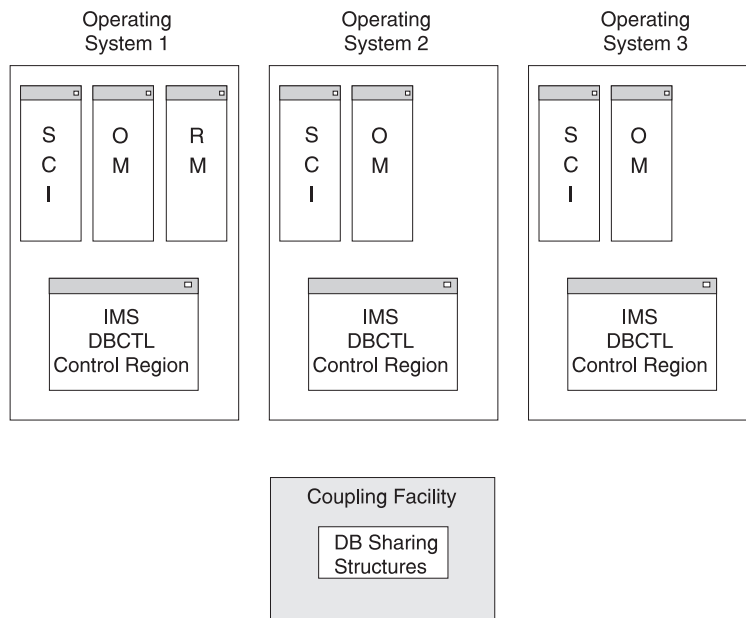 Operating
System 1
Operating
System 2
Operating
System 3
S
C
I
O
M
R
M
S
C
I
O
M
S
C
I
O
M
IMS
DBCTL
Control Region
IMS
DBCTL
Control Region
IMS
DBCTL
Control Region
Coupling Facility
DB Sharing
Structures